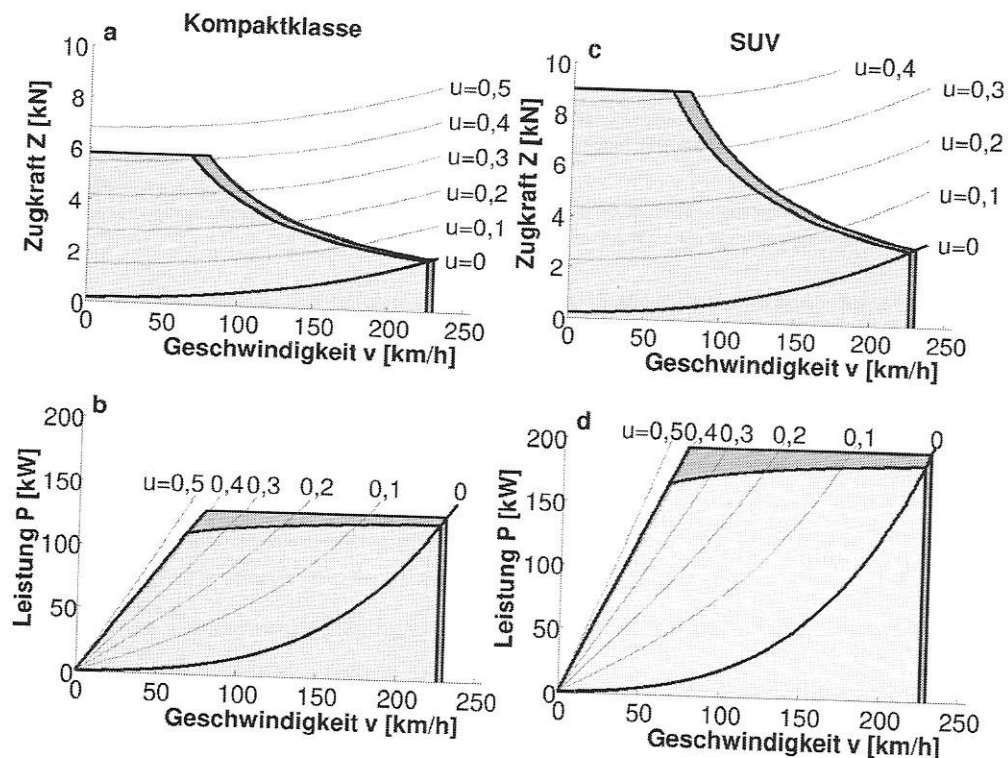 Kompaktklasse
a
10
8
6
4
2
0
Zugkraft Z [kN]
u=0,5
u=0,4
u=0,3
u=0,2
u=0,1
u=0
0 50 100 150 200 250
Geschwindigkeit v [km/h]
SUV
c
10
8
6
4
2
0
Zugkraft Z [kN]
u=0,4
u=0,3
u=0,2
u=0,1
u=0
0 50 100 150 200 250
Geschwindigkeit v [km/h]
b
200
150
100
50
0
Leistung P [kW]
u=0,5 0,4 0,3 0,2 0,1 0
0 50 100 150 200 250
Geschwindigkeit v [km/h]
d
200
150
100
50
0
Leistung P [kW]
u=0,5 0,4 0,3 0,2 0,1 0
0 50 100 150 200 250
Geschwindigkeit v [km/h]